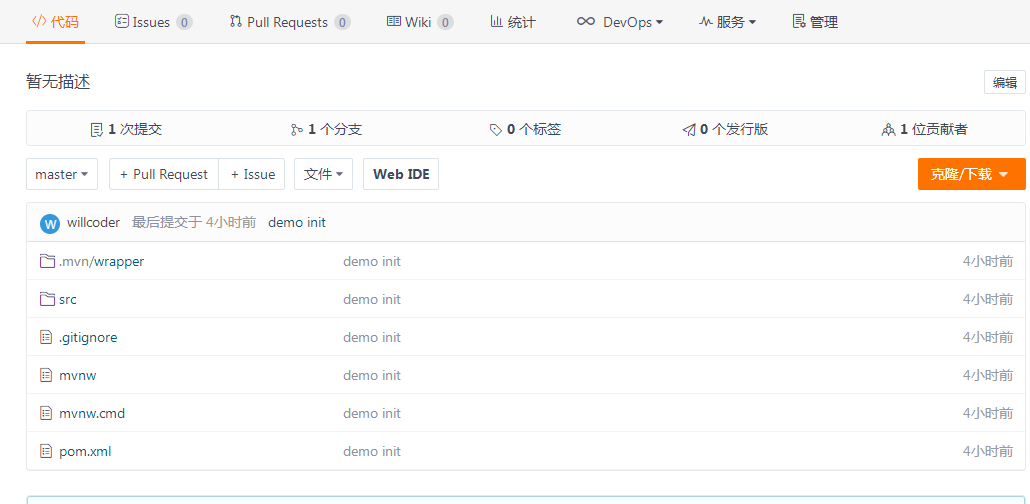 代码 Issues 0 Pull Requests 0 Wiki 0 统计 DevOps 服务 管理
暂无描述 编辑
1 次提交 1 个分支 0 个标签 0 个发行版 1 位贡献者
master + Pull Request + Issue 文件 Web IDE 克隆/下载
W willcoder 最后提交于 4小时前 demo init
.mvn/wrapper demo init 4小时前
src demo init 4小时前
.gitignore demo init 4小时前
mvnw demo init 4小时前
mvnw.cmd demo init 4小时前
pom.xml demo init 4小时前